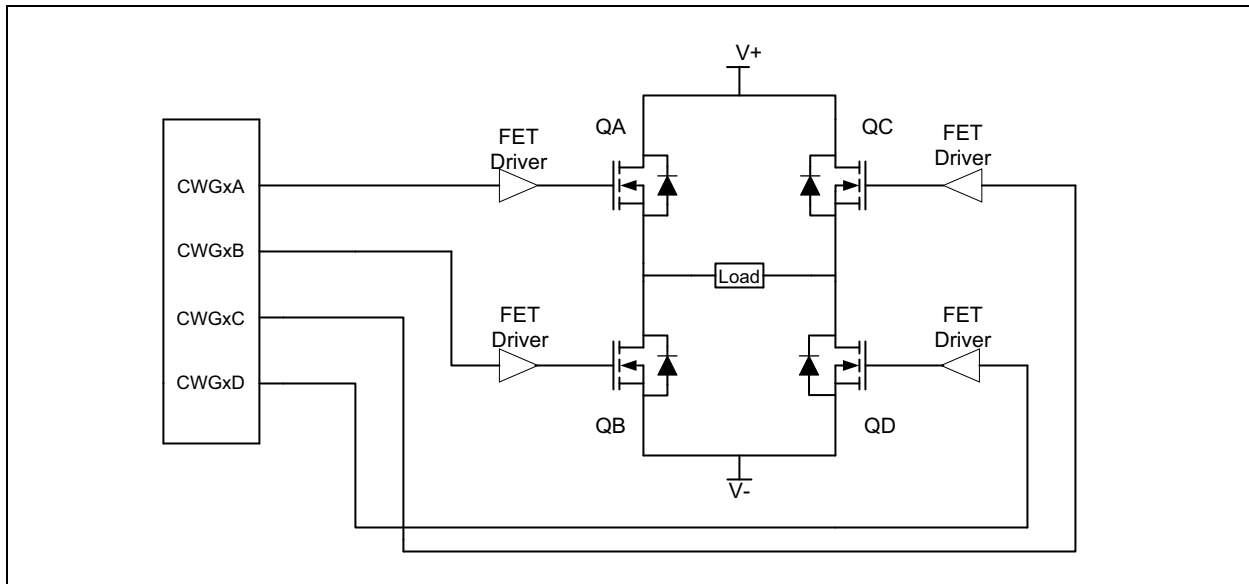 V+
QA
QC
FET
Driver
FET
Driver
CWGxA
CWGxB
Load
CWGxC
FET
Driver
FET
Driver
CWGxD
QB
QD
V-